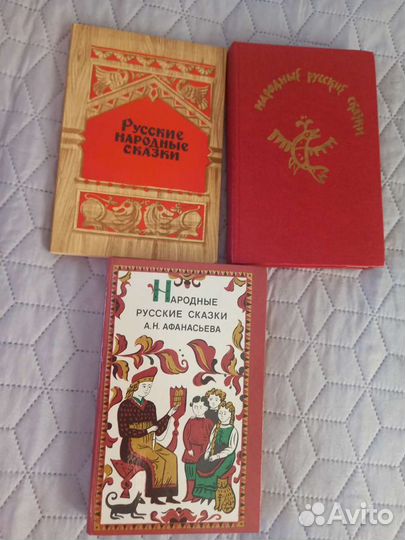 Русские
народные
сказки
НАРОДНЫЕ РУССКИЕ СКАЗКИ
Народные
русские сказки
А.Н. Афанасьева
Avito